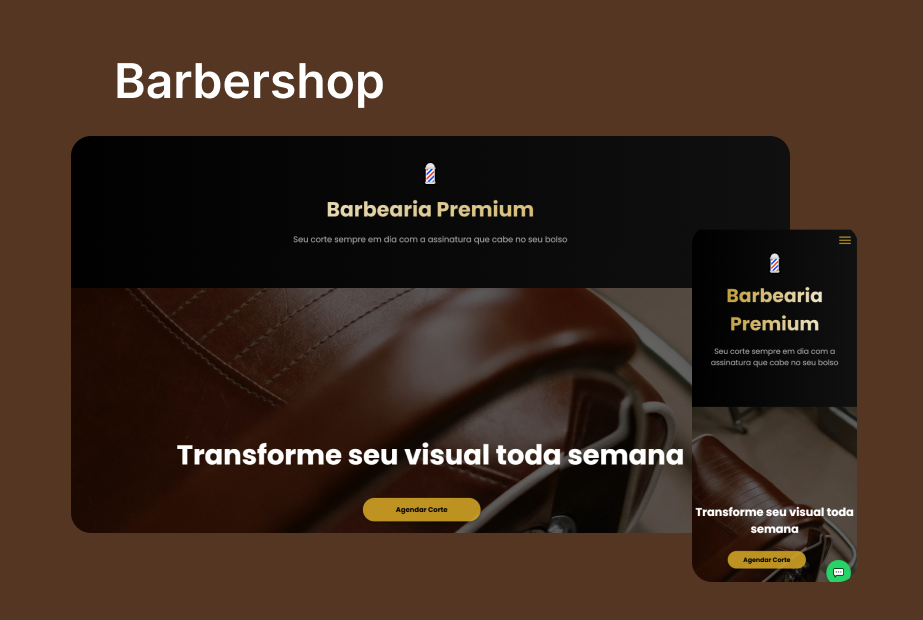 Barbershop
Barbearia Premium
Seu corte sempre em dia com a assinatura que cabe no seu bolso
Transforme seu visual toda semana
Agendar Corte
Barbearia
Premium
Seu corte sempre em dia com a
assinatura que cabe no seu bolso
Transforme seu visual toda
semana
Agendar Corte